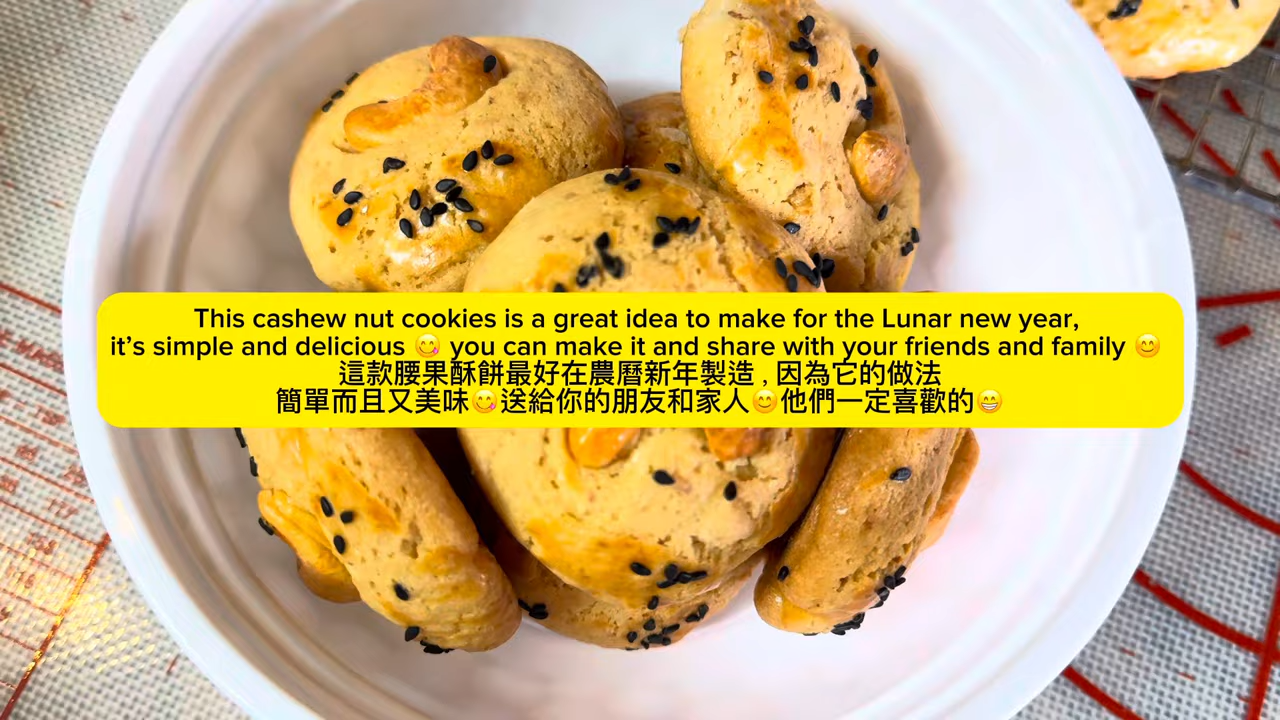 This cashew nut cookies is a great idea to make for the Lunar new year,
it’s simple and delicious 😋 you can make it and share with your friends and family 😊
這款腰果酥餅最好在農曆新年製造 , 因為它的做法
簡單而且又美味😋送給你的朋友和家人😊他們一定喜歡的😁